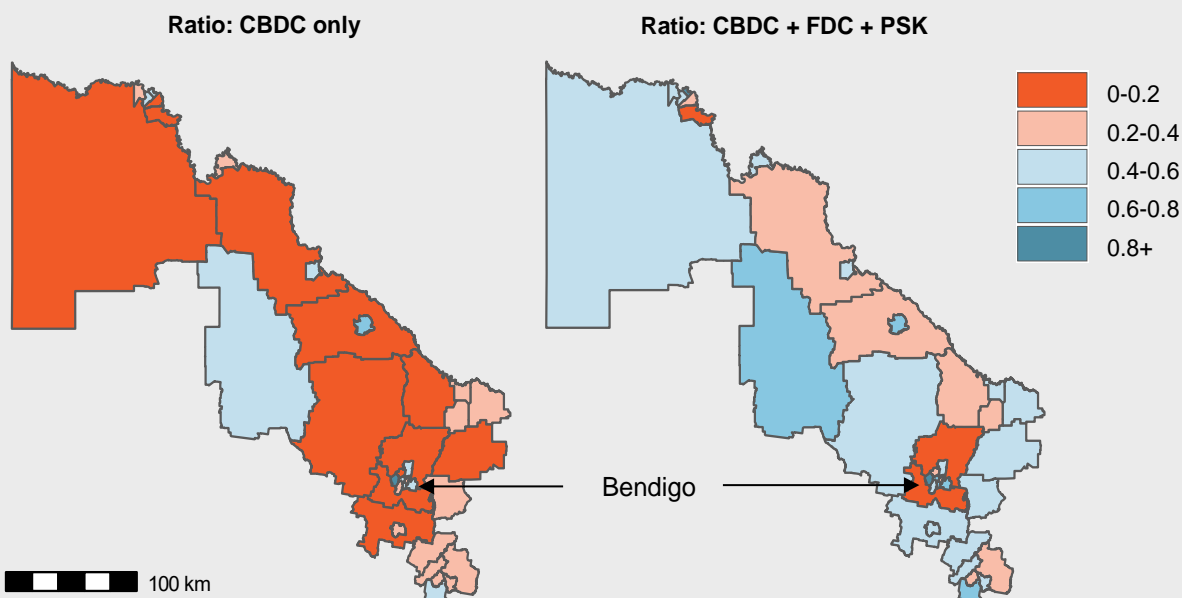 Ratio: CBDC only
Ratio: CBDC + FDC + PSK
0-0.2
0.2-0.4
0.4-0.6
0.6-0.8
0.8+
Bendigo
100 km